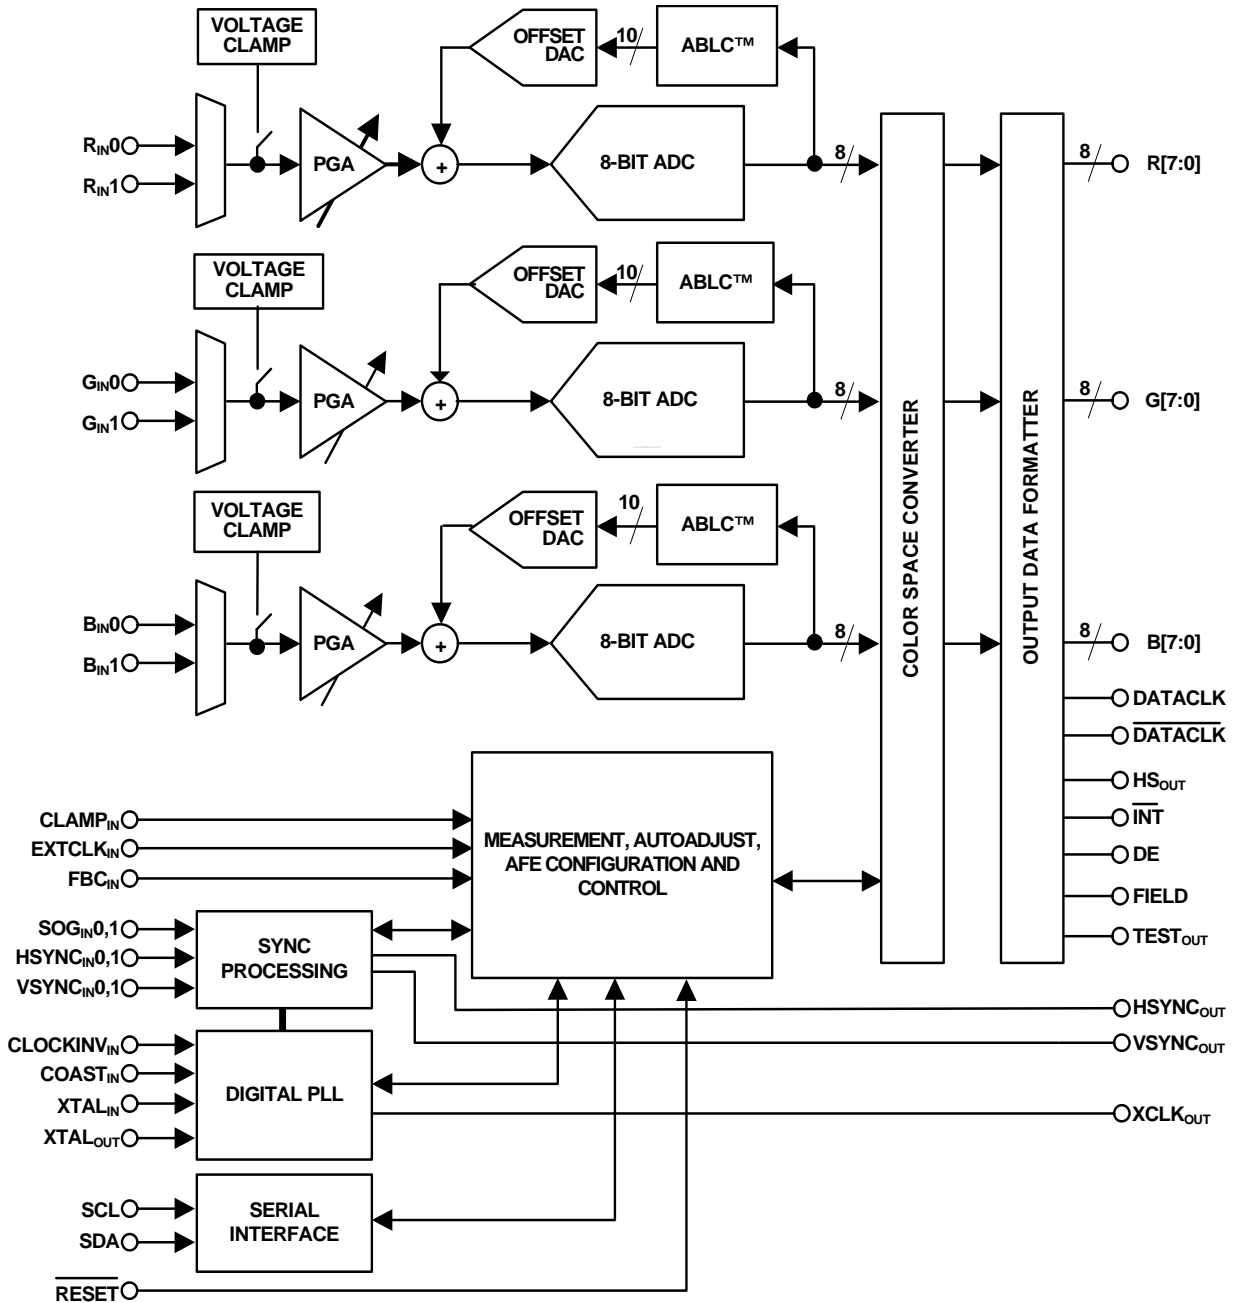 VOLTAGE
CLAMP
OFFSET
DAC
10
ABLC™
R_IN0
R_IN1
PGA
+
8-BIT ADC
8
8
R[7:0]
VOLTAGE
CLAMP
OFFSET
DAC
10
ABLC™
G_IN0
G_IN1
PGA
+
8-BIT ADC
8
8
G[7:0]
VOLTAGE
CLAMP
OFFSET
DAC
10
ABLC™
B_IN0
B_IN1
PGA
+
8-BIT ADC
8
8
B[7:0]
COLOR SPACE CONVERTER
OUTPUT DATA FORMATTER
DATACLK
DATACLK
HS_OUT
INT
DE
FIELD
TEST_OUT
CLAMP_IN
EXTCLK_IN
FBC_IN
MEASUREMENT, AUTOADJUST,
AFE CONFIGURATION AND
CONTROL
SOG_IN0,1
HSYNC_IN0,1
VSYNC_IN0,1
SYNC
PROCESSING
HSYNC_OUT
VSYNC_OUT
CLOCKINV_IN
COAST_IN
XTAL_IN
XTAL_OUT
DIGITAL PLL
XCLK_OUT
SCL
SDA
SERIAL
INTERFACE
RESET